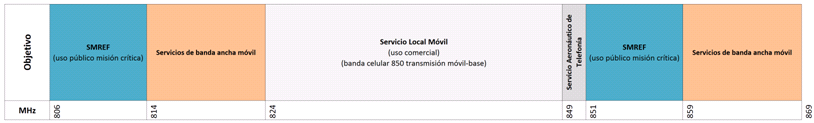 Objetivo
SMREF
(uso público misión crítica)
Servicios de banda ancha móvil
Servicio Local Móvil
(uso comercial)
(banda celular 850 transmisión móvil-base)
Servicio Aeronáutico de
Telefonía
SMREF
(uso público misión crítica)
Servicios de banda ancha móvil
MHz
806
814
824
849
851
859
869